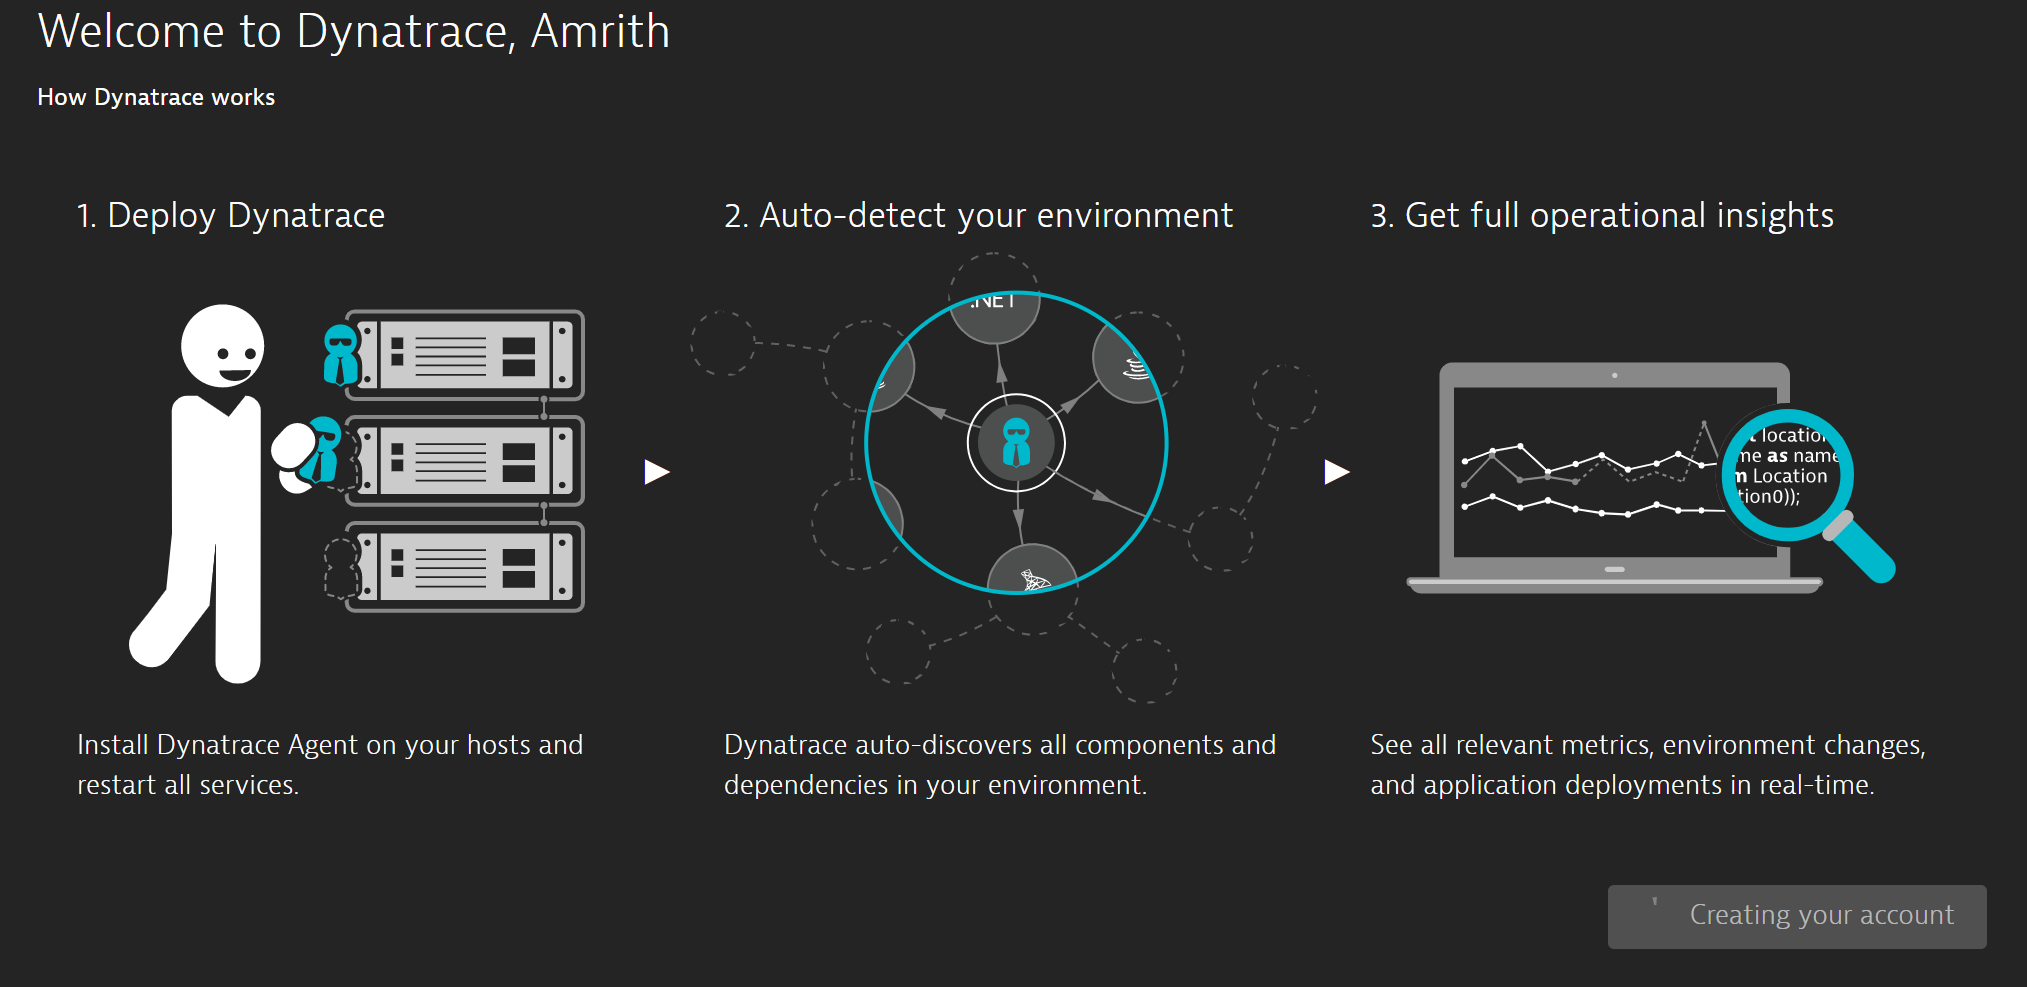 Welcome to Dynatrace, Amrith
How Dynatrace works
1. Deploy Dynatrace
2. Auto-detect your environment
3. Get full operational insights
.NET
location
me as name
m Location
tion0));
Install Dynatrace Agent on your hosts and
restart all services.
Dynatrace auto-discovers all components and
dependencies in your environment.
See all relevant metrics, environment changes,
and application deployments in real-time.
Creating your account